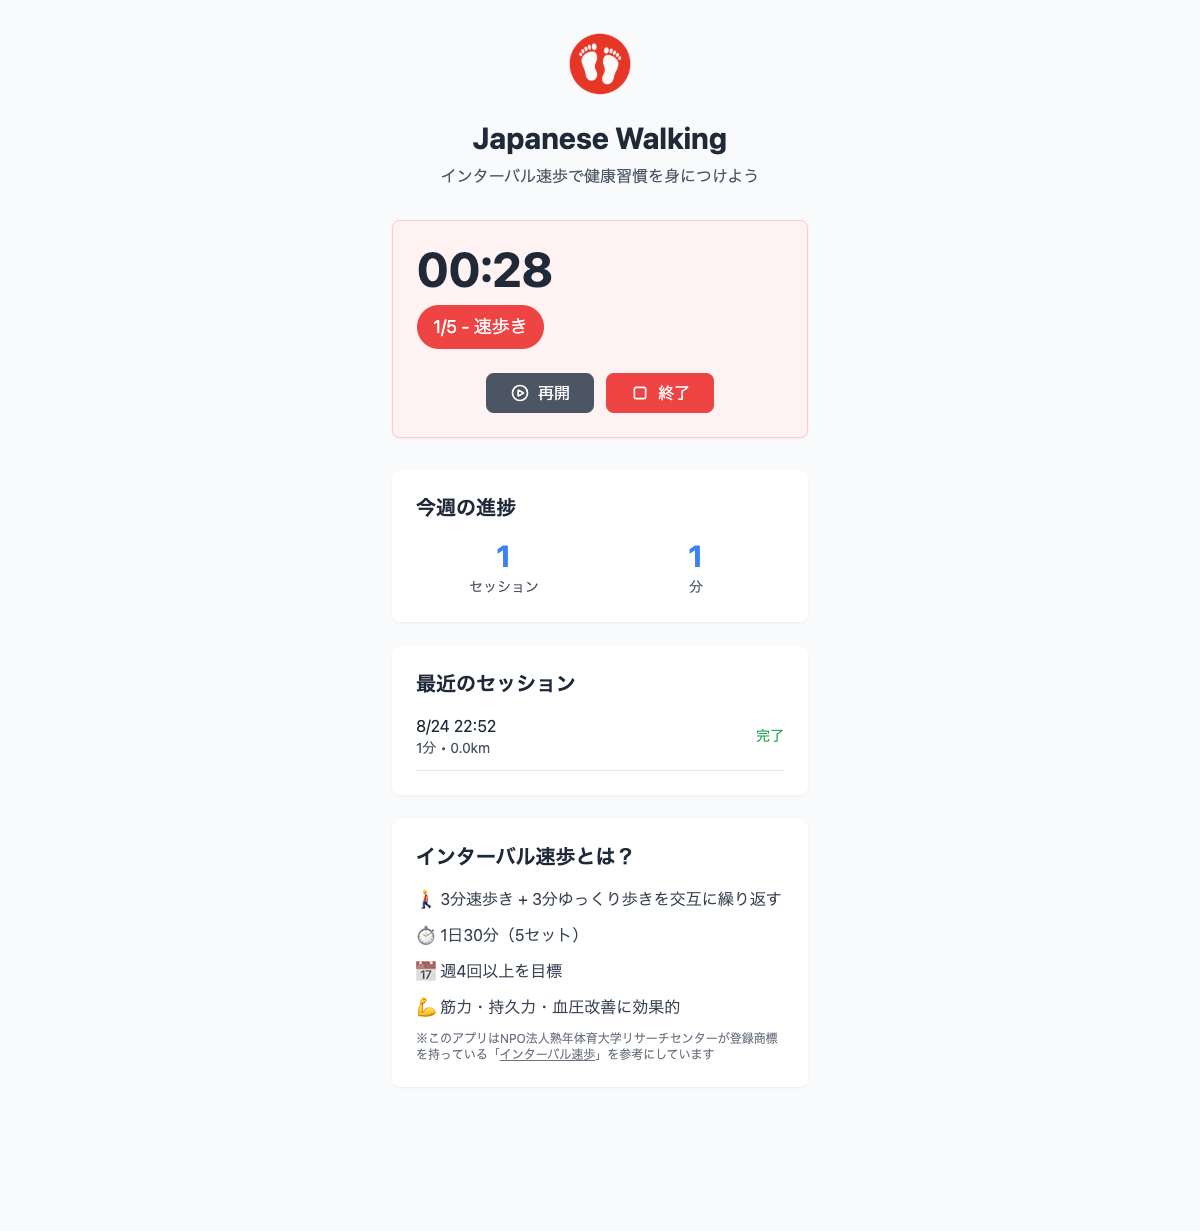 Japanese Walking
インターバル速歩で健康習慣を身につけよう
00:28
1/5 - 速歩き
再開 終了
今週の進捗
1 1
セッション 分
最近のセッション
8/24 22:52
完了
1分 • 0.0km
インターバル速歩とは？
3分速歩き + 3分ゆっくり歩きを交互に繰り返す
1日30分（5セット）
17 週4回以上を目標
筋力・持久力・血圧改善に効果的
※このアプリはNPO法人熟年体育大学リサーチセンターが登録商標
を持っている「インターバル速歩」を参考にしています